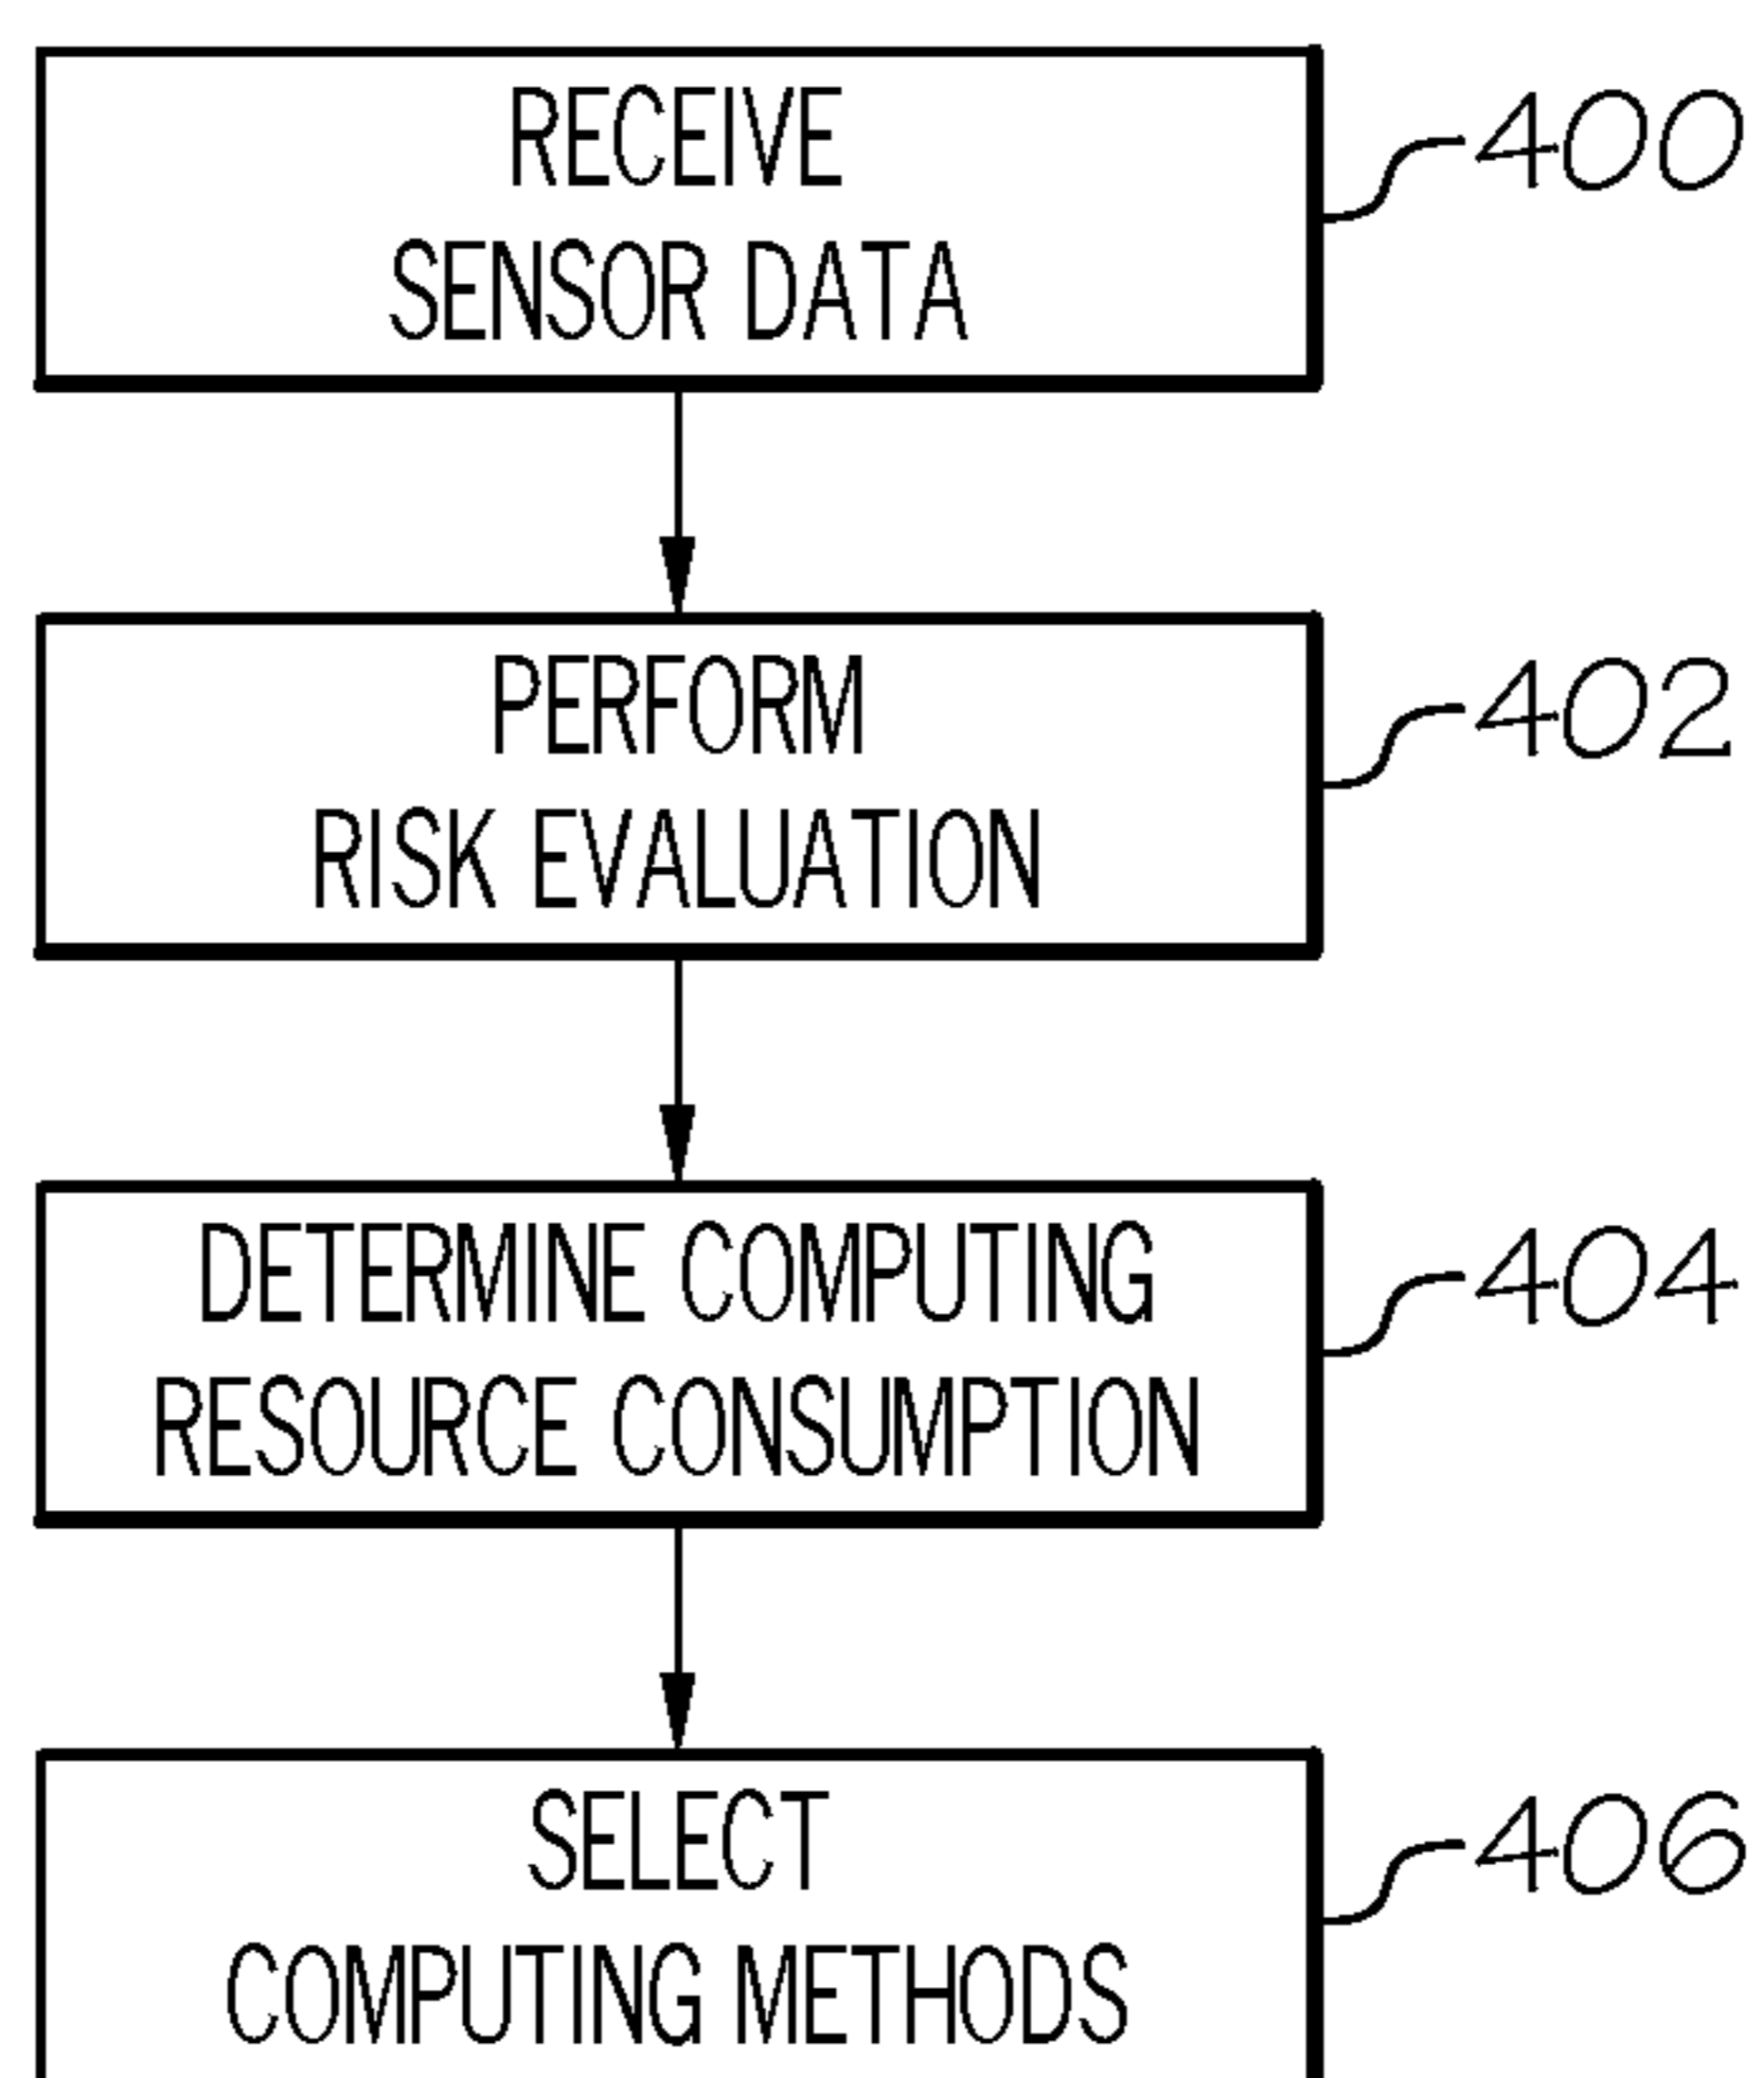 RECEIVE
SENSOR DATA
400
PERFORM
RISK EVALUATION
402
DETERMINE COMPUTING
RESOURCE CONSUMPTION
404
SELECT
COMPUTING METHODS
406